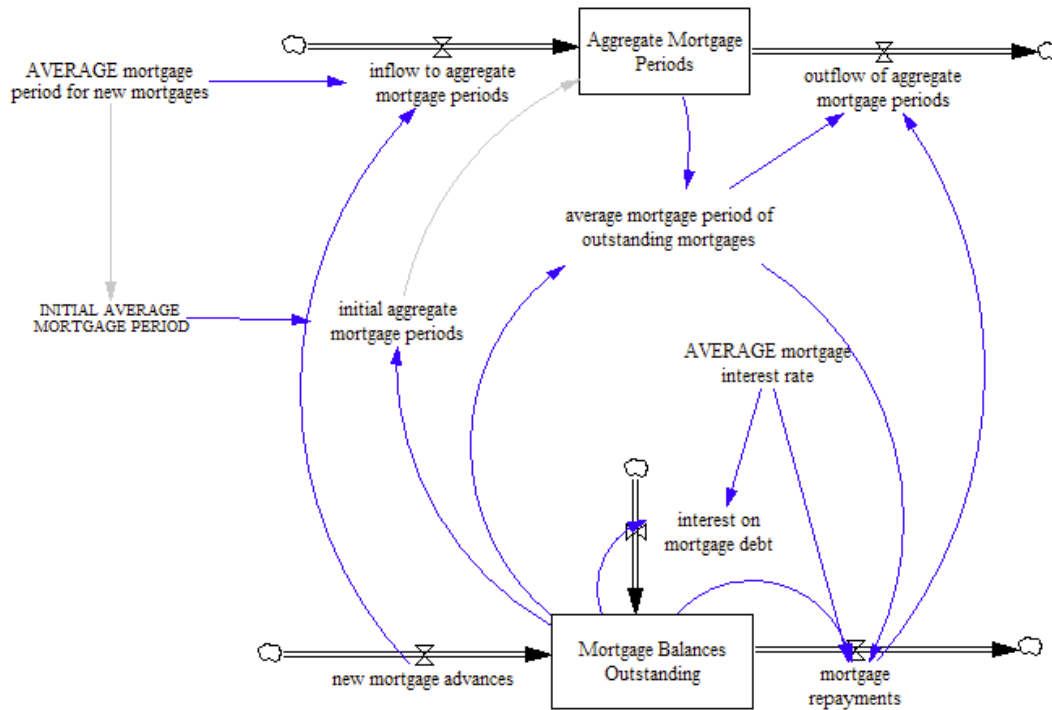 Aggregate Mortgage
Periods
AVERAGE mortgage
period for new mortgages
inflow to aggregate
mortgage periods
outflow of aggregate
mortgage periods
average mortgage period of
outstanding mortgages
INITIAL AVERAGE
MORTGAGE PERIOD
initial aggregate
mortgage periods
AVERAGE mortgage
interest rate
interest on
mortgage debt
Mortgage Balances
Outstanding
new mortgage advances
mortgage
repayments